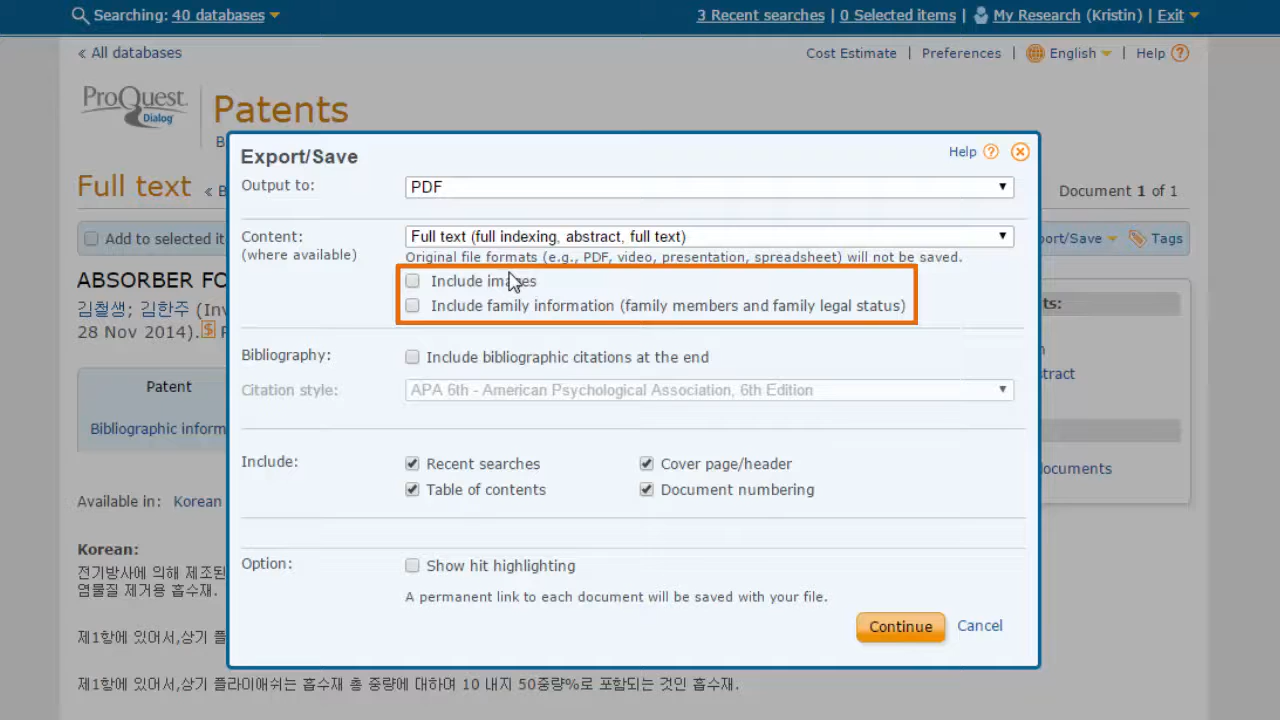 Searching: 40 databases
3 Recent searches | 0 Selected items | My Research (Kristin) | Exit
« All databases
Cost Estimate | Preferences | English | Help ?
ProQuest
Dialog
Patents
B
Full text « B
Document 1 of 1
Add to selected it
port/Save
Tags
ABSORBER FO
김철생; 김한주 (Inv
28 Nov 2014). $
ts:
tract
Patent
Bibliographic inform
ocuments
Available in: Korean
Korean:
전기방사에 의해 제조된
염물질 제거용 흡수재.
제1항에 있어서,상기 플
제1항에 있어서,상기 플라이애쉬는 흡수재 총 중량에 대하여 10 내지 50중량%로 포함되는 것인 흡수재.
Export/Save
Help ?
Output to:
PDF
Content:
(where available)
Full text (full indexing, abstract, full text)
Original file formats (e.g., PDF, video, presentation, spreadsheet) will not be saved.
Include images
Include family information (family members and family legal status)
Bibliography:
Include bibliographic citations at the end
Citation style:
APA 6th - American Psychological Association, 6th Edition
Include:
Recent searches
Cover page/header
Table of contents
Document numbering
Option:
Show hit highlighting
A permanent link to each document will be saved with your file.
Continue
Cancel